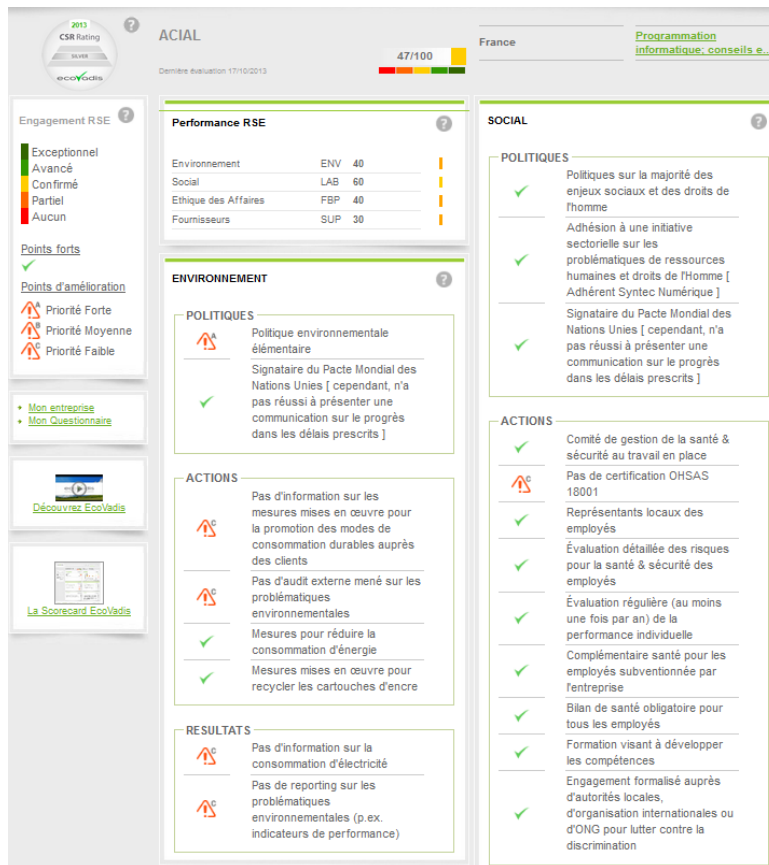 2013
CSR Rating
SILVER
ecovadis
?
ACIAL
Dernière évaluation 17/10/2013
47/100
France
Programmation
informatique; conseils e...
Engagement RSE ?
Exceptionnel
Avancé
Confirmé
Partiel
Aucun
Points forts
Points d'amélioration
A Priorité Forte
B Priorité Moyenne
C Priorité Faible
Mon entreprise
Mon Questionnaire
Découvrez EcoVadis
La Scorecard EcoVadis
Performance RSE ?
Environnement ENV 40
Social LAB 60
Ethique des Affaires FBP 40
Fournisseurs SUP 30
ENVIRONNEMENT ?
POLITIQUES
A
Politique environnementale
élémentaire
Signataire du Pacte Mondial des
Nations Unies [ cependant, n'a
pas réussi à présenter une
communication sur le progrès
dans les délais prescrits ]
ACTIONS
C
Pas d'information sur les
mesures mises en œuvre pour
la promotion des modes de
consommation durables auprès
des clients
C
Pas d'audit externe mené sur les
problématiques
environnementales
Mesures pour réduire la
consommation d'énergie
Mesures mises en œuvre pour
recycler les cartouches d'encre
RESULTATS
C
Pas d'information sur la
consommation d'électricité
C
Pas de reporting sur les
problématiques
environnementales (p.ex.
indicateurs de performance)
SOCIAL ?
POLITIQUES
Politiques sur la majorité des
enjeux sociaux et des droits de
l'homme
Adhésion à une initiative
sectorielle sur les
problématiques de ressources
humaines et droits de l'Homme [
Adhérent Syntec Numérique ]
Signataire du Pacte Mondial des
Nations Unies [ cependant, n'a
pas réussi à présenter une
communication sur le progrès
dans les délais prescrits ]
ACTIONS
Comité de gestion de la santé &
sécurité au travail en place
C
Pas de certification OHSAS
18001
Représentants locaux des
employés
Évaluation détaillée des risques
pour la santé & sécurité des
employés
Évaluation régulière (au moins
une fois par an) de la
performance individuelle
Complémentaire santé pour les
employés subventionnée par
l'entreprise
Bilan de santé obligatoire pour
tous les employés
Formation visant à développer
les compétences
Engagement formalisé auprès
d'autorités locales,
d'organisation internationales ou
d'ONG pour lutter contre la
discrimination